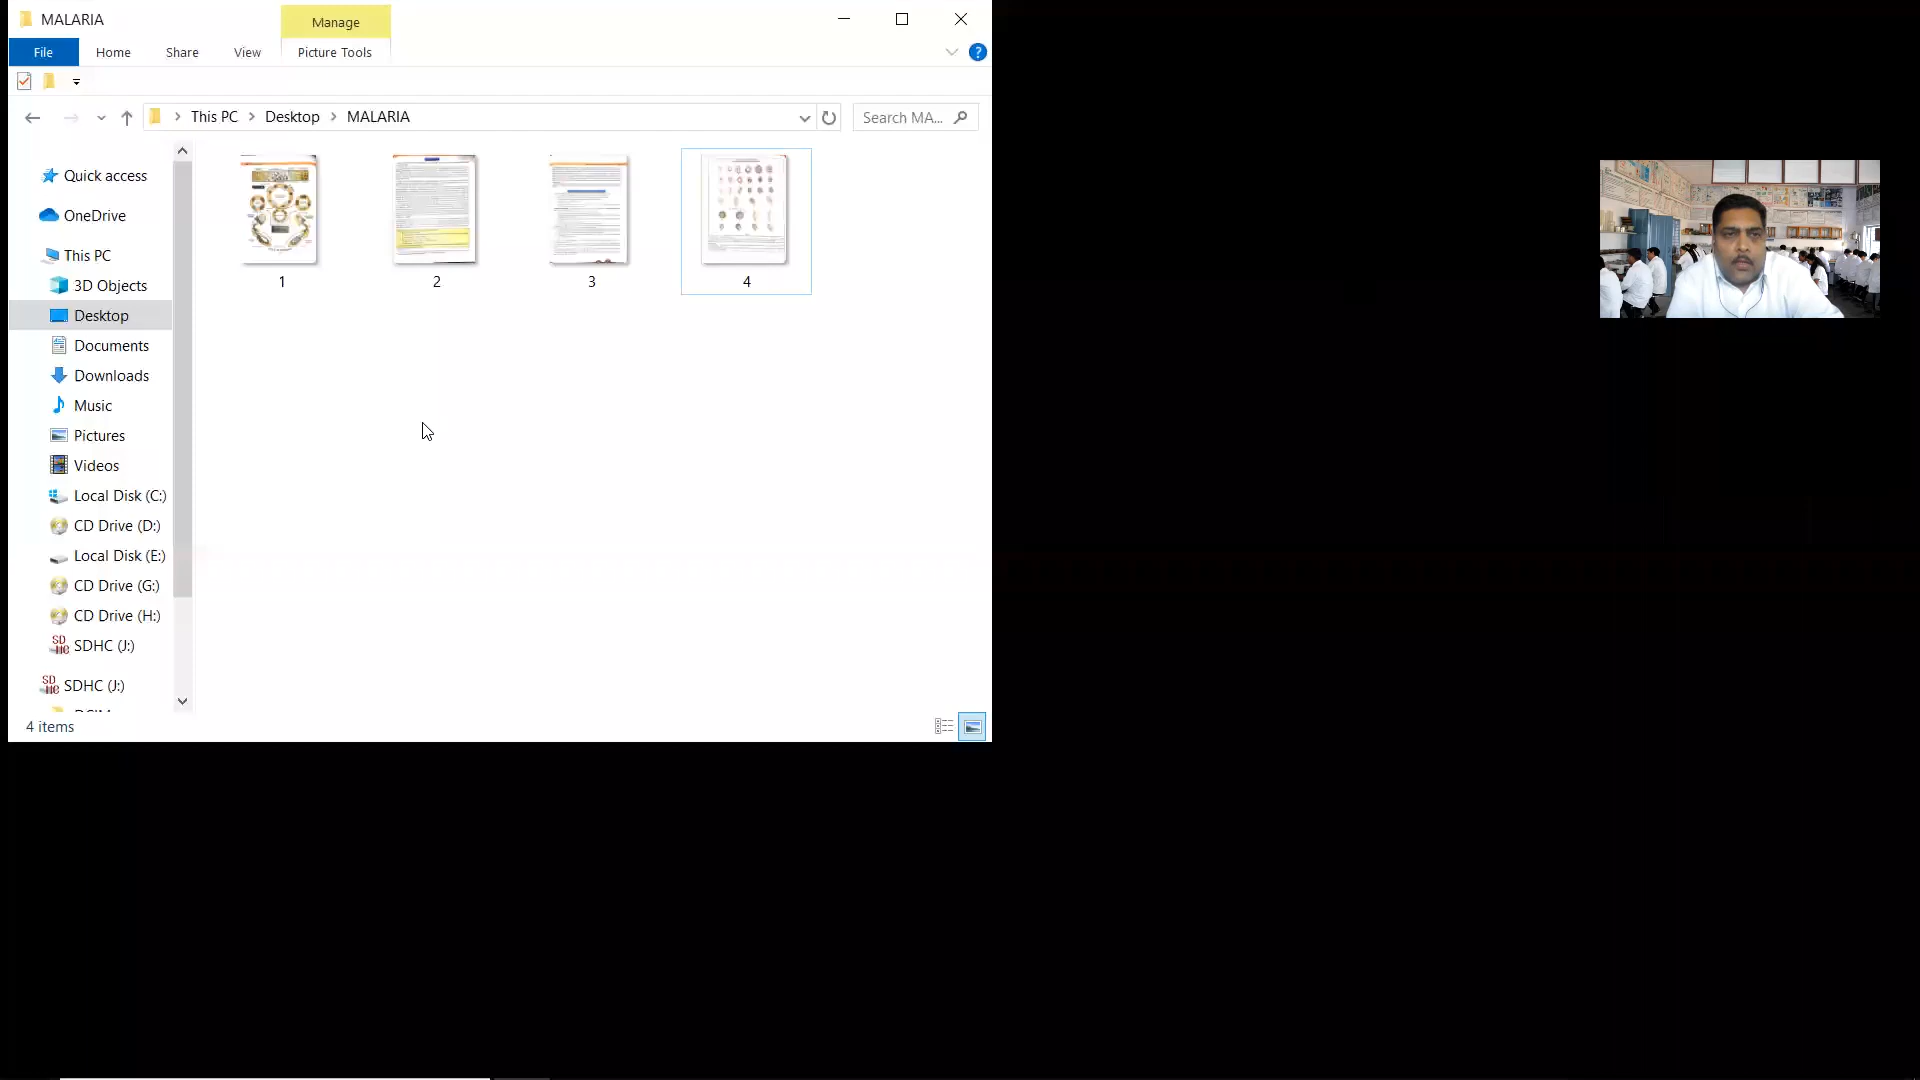 MALARIA
Manage
File Home Share View Picture Tools
This PC > Desktop > MALARIA
Search MA...
Quick access
OneDrive
This PC
3D Objects
Desktop
Documents
Downloads
Music
Pictures
Videos
Local Disk (C:)
CD Drive (D:)
Local Disk (E:)
CD Drive (G:)
CD Drive (H:)
SDHC (J:)
SDHC (J:)
1 2 3 4
4 items